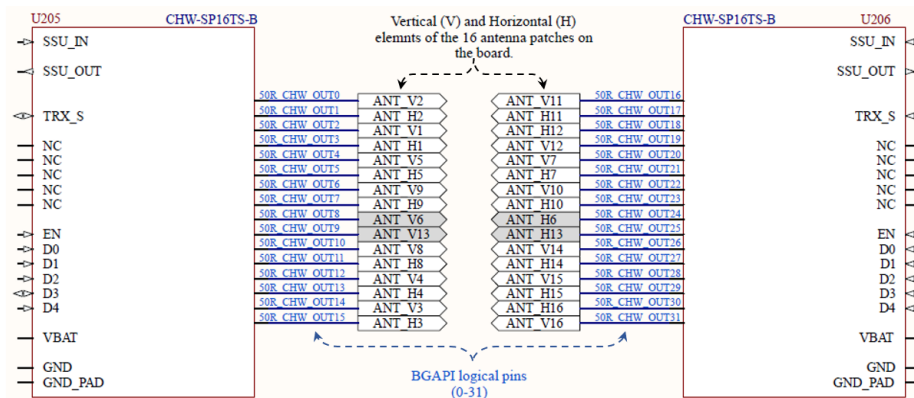 U205
CHW-SP16TS-B
Vertical (V) and Horizontal (H)
elemnts of the 16 antenna patches on
the board.
CHW-SP16TS-B
U206
SSU_IN
SSU_OUT
TRX_S
NC
NC
NC
NC
NC
EN
D0
D1
D2
D3
D4
VBAT
GND
GND_PAD
50R_CHW_OUT0 ANT_V2
50R_CHW_OUT1 ANT_H2
50R_CHW_OUT2 ANT_V1
50R_CHW_OUT3 ANT_H1
50R_CHW_OUT4 ANT_V5
50R_CHW_OUT5 ANT_H5
50R_CHW_OUT6 ANT_V9
50R_CHW_OUT7 ANT_H9
50R_CHW_OUT8 ANT_V6
50R_CHW_OUT9 ANT_V13
50R_CHW_OUT10 ANT_V8
50R_CHW_OUT11 ANT_H8
50R_CHW_OUT12 ANT_V4
50R_CHW_OUT13 ANT_H4
50R_CHW_OUT14 ANT_V3
50R_CHW_OUT15 ANT_H3
ANT_V11 50R_CHW_OUT16
ANT_H11 50R_CHW_OUT17
ANT_H12 50R_CHW_OUT18
ANT_V12 50R_CHW_OUT19
ANT_V7 50R_CHW_OUT20
ANT_H7 50R_CHW_OUT21
ANT_V10 50R_CHW_OUT22
ANT_H10 50R_CHW_OUT23
ANT_H6 50R_CHW_OUT24
ANT_H13 50R_CHW_OUT25
ANT_V14 50R_CHW_OUT26
ANT_H14 50R_CHW_OUT27
ANT_V15 50R_CHW_OUT28
ANT_H15 50R_CHW_OUT29
ANT_H16 50R_CHW_OUT30
ANT_V16 50R_CHW_OUT31
SSU_IN
SSU_OUT
TRX_S
NC
NC
NC
NC
NC
EN
D0
D1
D2
D3
D4
VBAT
GND
GND_PAD
BGAPI logical pins
(0-31)